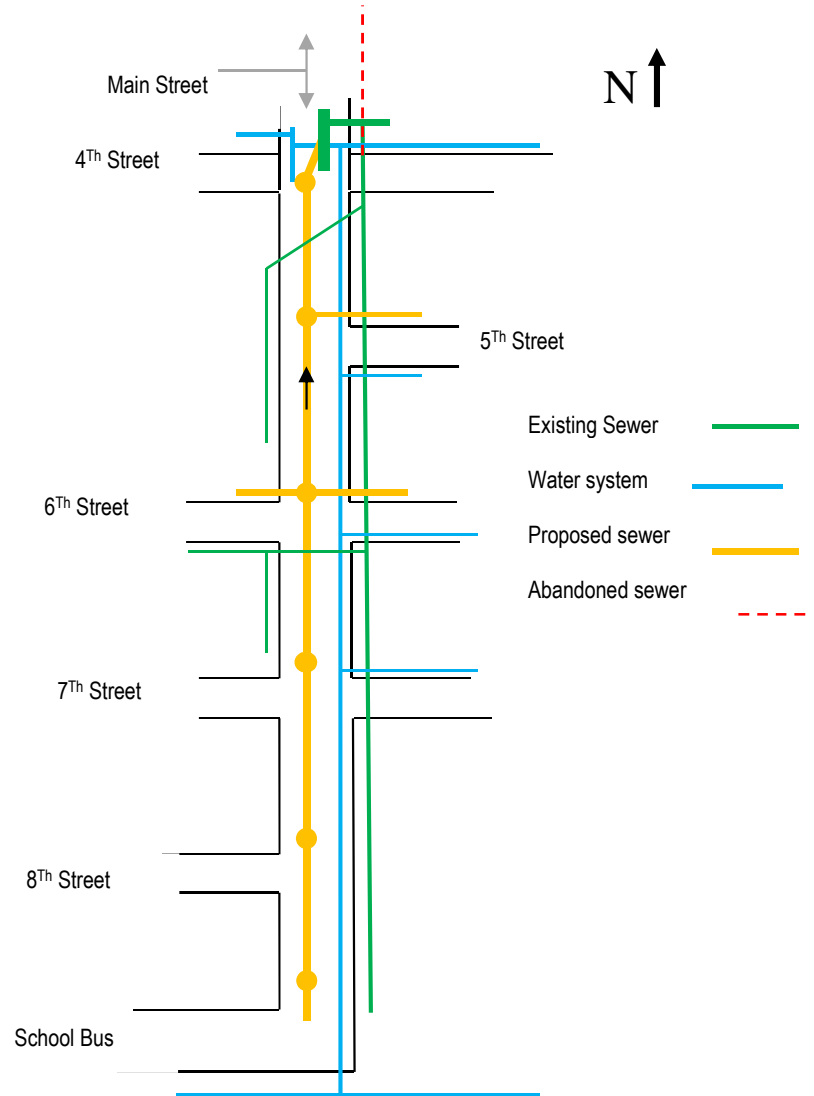 Main Street
N
4Th Street
5Th Street
Existing Sewer
Water system
6Th Street
Proposed sewer
Abandoned sewer
7Th Street
8Th Street
School Bus